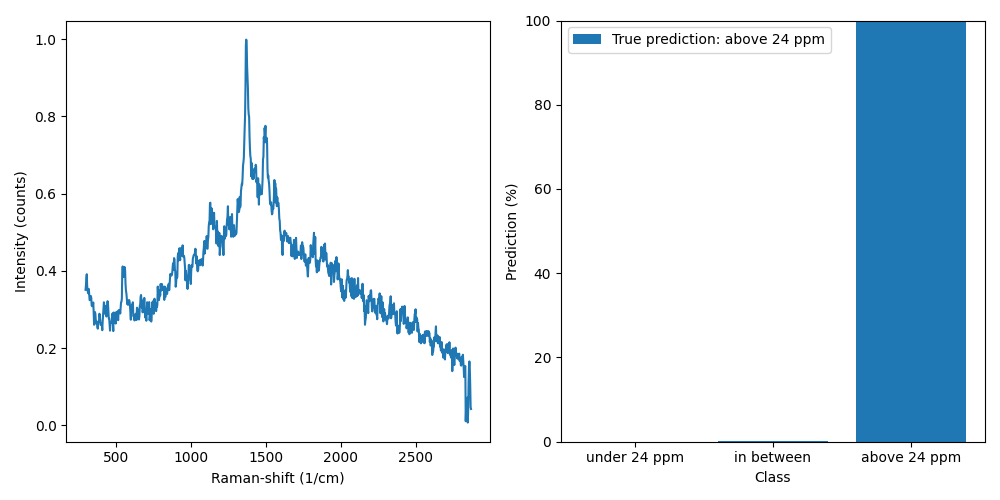 1.0
0.8
0.6
0.4
0.2
0.0
Intensity (counts)
500 1000 1500 2000 2500
Raman-shift (1/cm)
100
80
60
40
20
0
Prediction (%)
True prediction: above 24 ppm
under 24 ppm in between above 24 ppm
Class